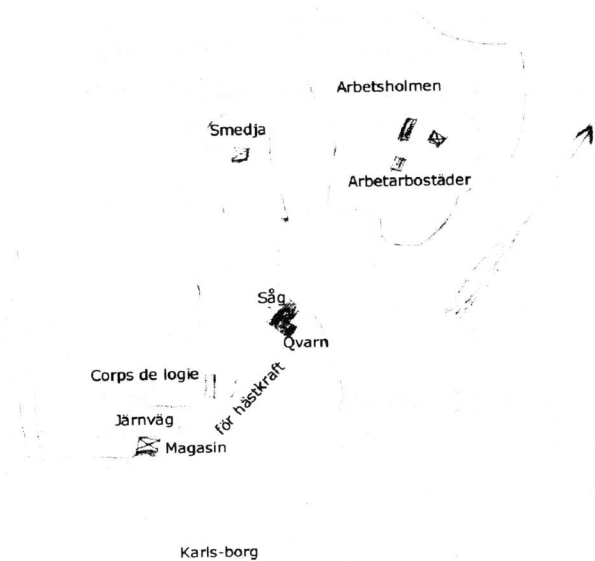 Arbetsholmen
Smedja
Arbetarbostäder
Såg
Qvarn
Corps de logie
för hästkraft
Järnväg
Magasin
Karls-borg